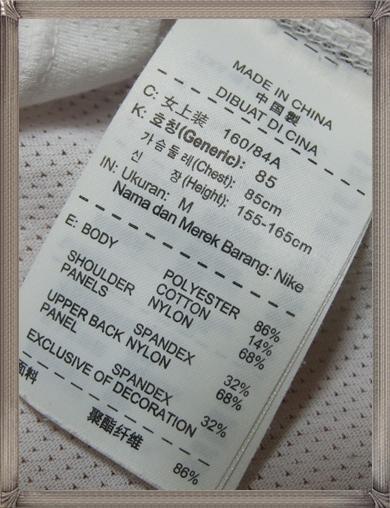 MADE IN CHINA
中国製
DIBUAT DI CINA
C: 女上装 160/84A
K: 호칭(Generic): 85
가슴둘레(Chest): 85cm
신 장(Height): 155-165cm
IN: Ukuran: M
Nama dan Merek Barang: Nike
E: BODY POLYESTER 86%
COTTON 14%
SHOULDER NYLON 68%
PANELS
SPANDEX 32%
UPPER BACK NYLON 68%
PANEL
SPANDEX 32%
EXCLUSIVE OF DECORATION
面料
聚酯纤维 86%